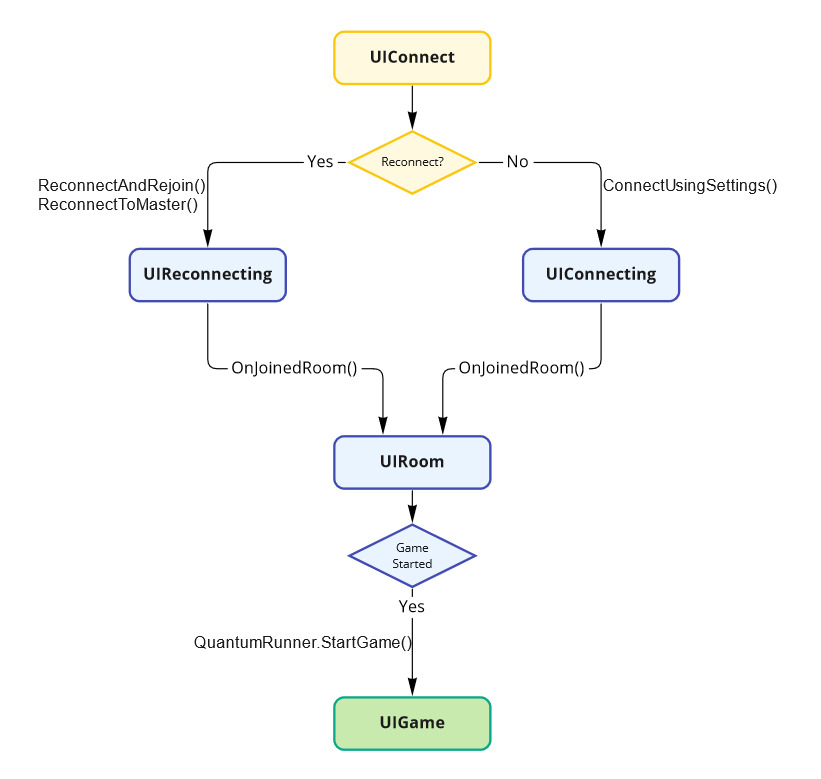 UIConnect
Reconnect?
Yes
No
ReconnectAndRejoin()
ReconnectToMaster()
ConnectUsingSettings()
UIReconnecting
UIConnecting
OnJoinedRoom()
OnJoinedRoom()
UIRoom
Game
Started
Yes
QuantumRunner.StartGame()
UIGame